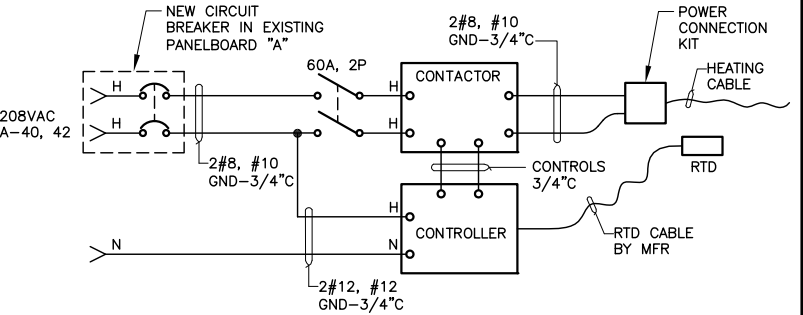 NEW CIRCUIT
BREAKER IN EXISTING
PANELBOARD "A"
2#8, #10
GND-3/4"C
POWER
CONNECTION
KIT
60A, 2P
HEATING
CABLE
H
H
CONTACTOR
208VAC
A-40, 42
H
H
2#8, #10
GND-3/4"C
CONTROLS
3/4"C
RTD
H
CONTROLLER
N
N
RTD CABLE
BY MFR
2#12, #12
GND-3/4"C